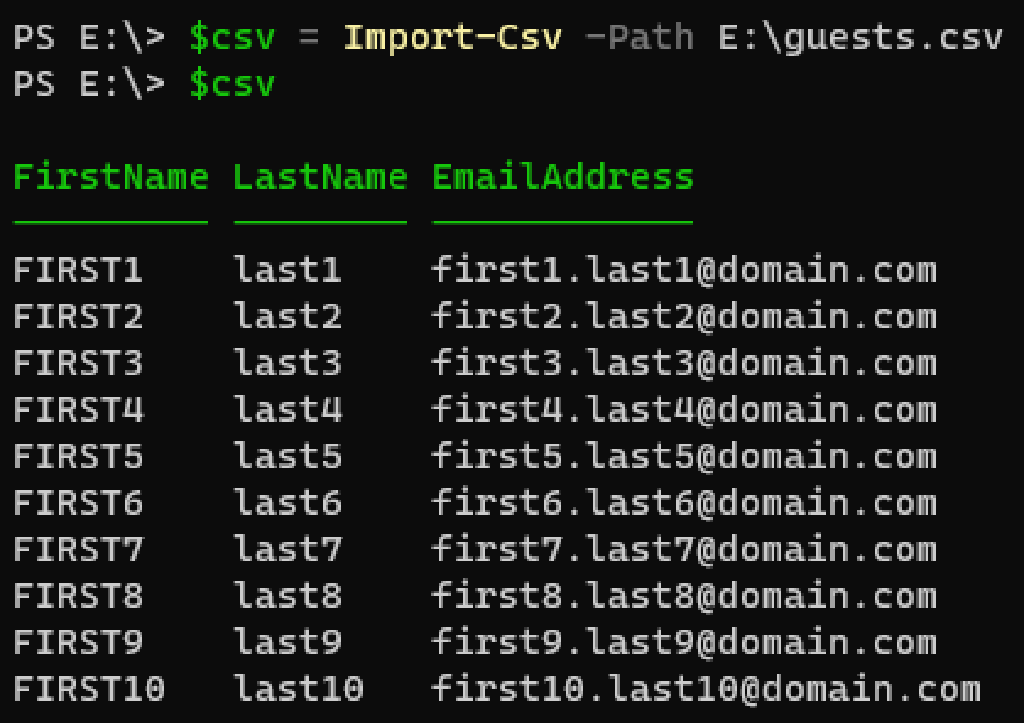 PS E:\> $csv = Import-Csv -Path E:\guests.csv
PS E:\> $csv
FirstName LastName EmailAddress
FIRST1 last1 first1.last1@domain.com
FIRST2 last2 first2.last2@domain.com
FIRST3 last3 first3.last3@domain.com
FIRST4 last4 first4.last4@domain.com
FIRST5 last5 first5.last5@domain.com
FIRST6 last6 first6.last6@domain.com
FIRST7 last7 first7.last7@domain.com
FIRST8 last8 first8.last8@domain.com
FIRST9 last9 first9.last9@domain.com
FIRST10 last10 first10.last10@domain.com